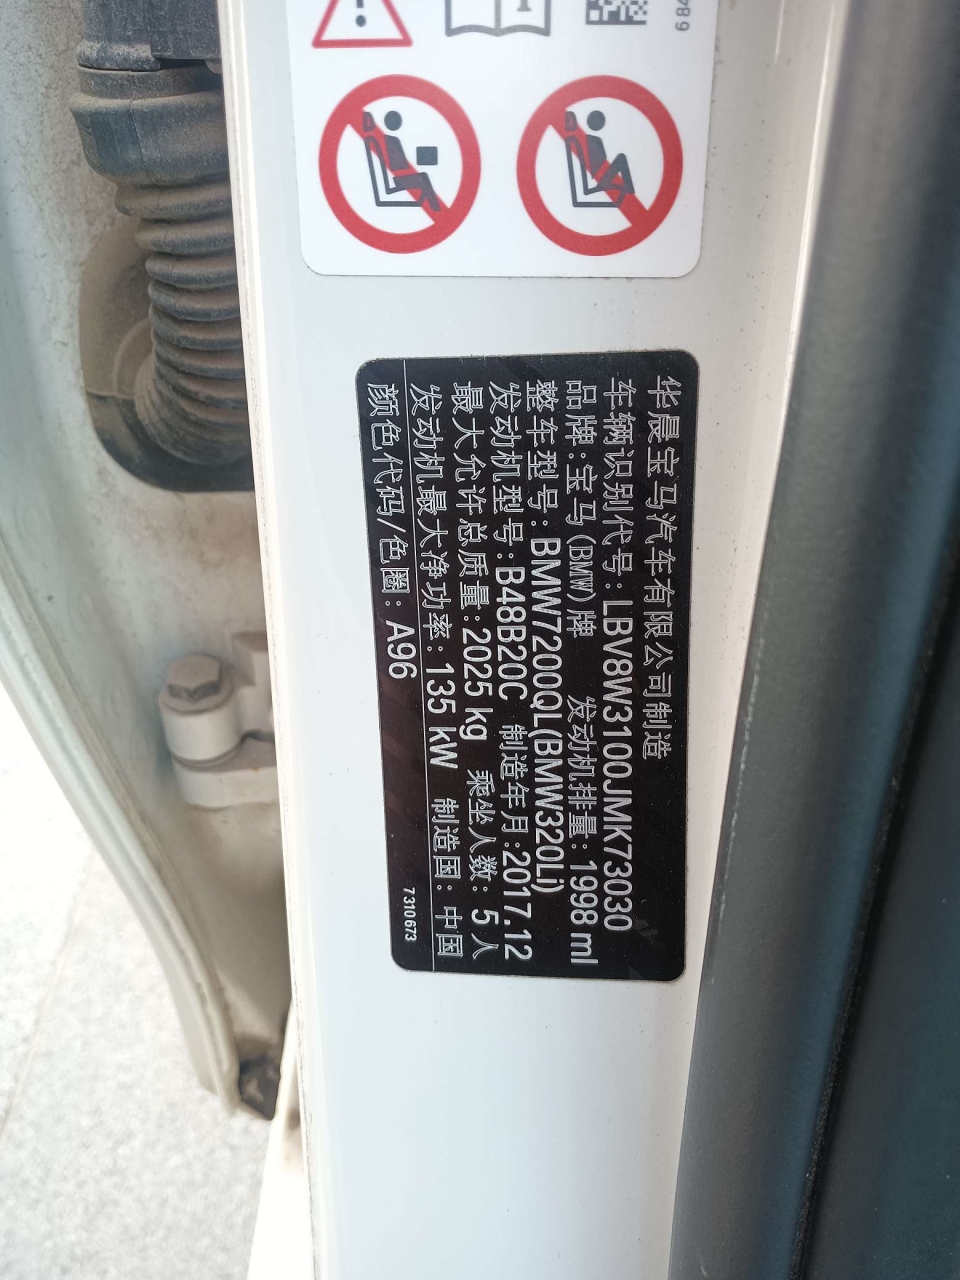 华晨宝马汽车有限公司制造
车辆识别代号: LBV8W3100JMK73030
品牌: 宝马(BMW)牌 发动机排量: 1998 ml
整车型号: BMW7200QL(BMW320Li)
发动机型号: B48B20C 制造年月: 2017.12
最大允许总质量: 2025 kg 乘坐人数: 5 人
发动机最大净功率: 135 kW 制造国: 中国
颜色代码/色圈: A96
7310673